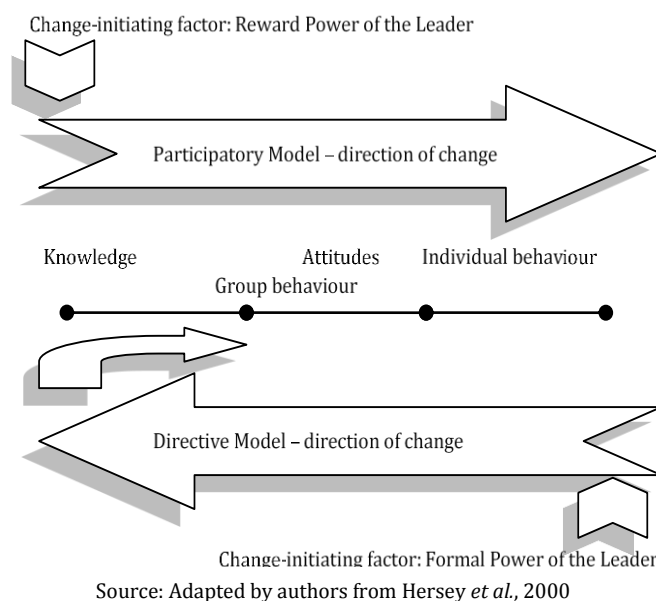 Change-initiating factor: Reward Power of the Leader
Participatory Model – direction of change
Knowledge Attitudes Individual behaviour
Group behaviour
Directive Model – direction of change
Change-initiating factor: Formal Power of the Leader
Source: Adapted by authors from Hersey et al., 2000